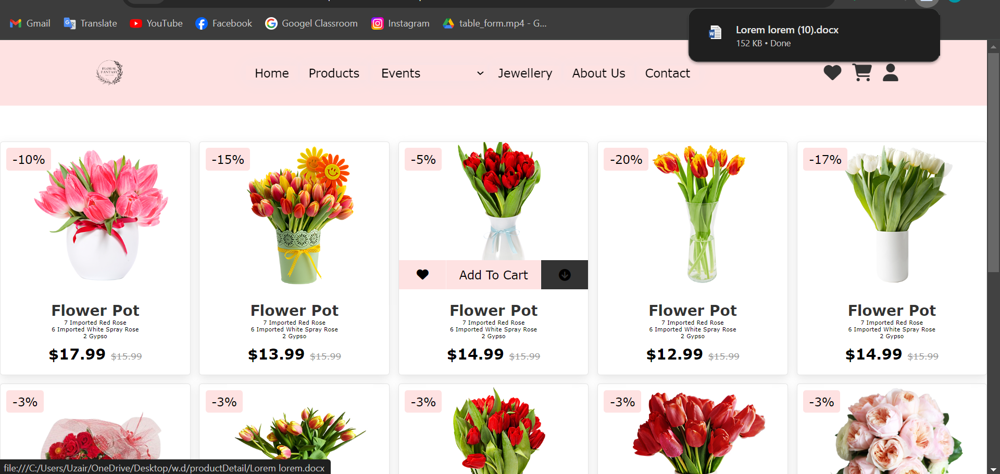 Gmail
Translate
YouTube
Facebook
Googel Classroom
Instagram
table_form.mp4 - G...
Lorem lorem (10).docx
152 KB • Done
FLORAL
FANTASY
Home
Products
Events
Jewellery
About Us
Contact
-10%
-15%
-5%
-20%
-17%
Add To Cart
Flower Pot
7 Imported Red Rose
6 Imported White Spray Rose
2 Gypso
$17.99 $15.99
Flower Pot
7 Imported Red Rose
6 Imported White Spray Rose
2 Gypso
$13.99 $15.99
Flower Pot
7 Imported Red Rose
6 Imported White Spray Rose
2 Gypso
$14.99 $15.99
Flower Pot
7 Imported Red Rose
6 Imported White Spray Rose
2 Gypso
$12.99 $15.99
Flower Pot
7 Imported Red Rose
6 Imported White Spray Rose
2 Gypso
$14.99 $15.99
-3%
-3%
-3%
-3%
-3%
file:///C:/Users/Uzair/OneDrive/Desktop/w.d/productDetail/Lorem lorem.docx